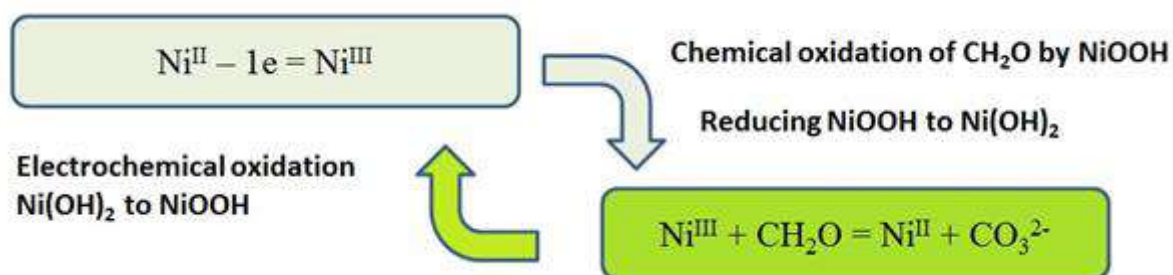 Ni^II – 1e = Ni^III
Chemical oxidation of CH₂O by NiOOH
Reducing NiOOH to Ni(OH)₂
Electrochemical oxidation
Ni(OH)₂ to NiOOH
Ni^III + CH₂O = Ni^II + CO₃²⁻